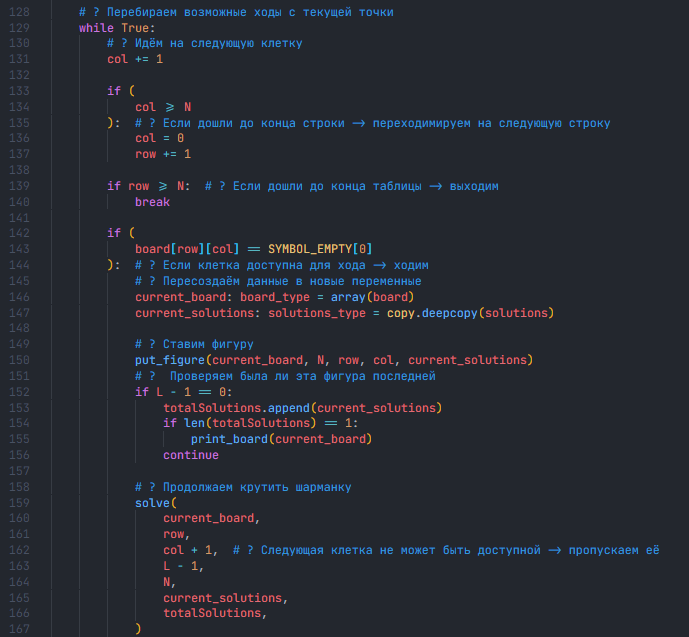 128 # ? Перебираем возможные ходы с текущей точки
129 while True:
130 # ? Идём на следующую клетку
131 col += 1
132
133 if (
134 col >= N
135 ): # ? Если дошли до конца строки -> переходимируем на следующую строку
136 col = 0
137 row += 1
138
139 if row >= N: # ? Если дошли до конца таблицы -> выходим
140 break
141
142 if (
143 board[row][col] == SYMBOL_EMPTY[0]
144 ): # ? Если клетка доступна для хода -> ходим
145 # ? Пересоздаём данные в новые переменные
146 current_board: board_type = array(board)
147 current_solutions: solutions_type = copy.deepcopy(solutions)
148
149 # ? Ставим фигуру
150 put_figure(current_board, N, row, col, current_solutions)
151 # ?  Проверяем была ли эта фигура последней
152 if L - 1 == 0:
153 totalSolutions.append(current_solutions)
154 if len(totalSolutions) == 1:
155 print_board(current_board)
156 continue
157
158 # ? Продолжаем крутить шарманку
159 solve(
160 current_board,
161 row,
162 col + 1, # ? Следующая клетка не может быть доступной -> пропускаем её
163 L - 1,
164 N,
165 current_solutions,
166 totalSolutions,
167 )